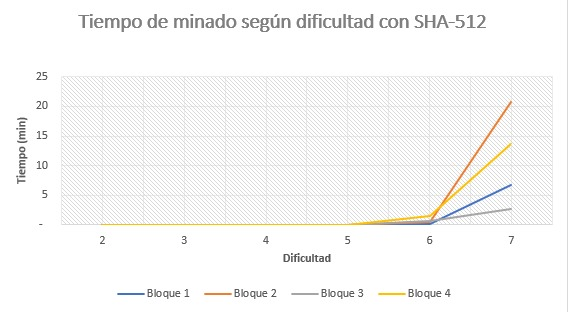 Tiempo de minado según dificultad con SHA-512
25
20
15
10
5
-
Tiempo (min)
2 3 4 5 6 7
Dificultad
Bloque 1 Bloque 2 Bloque 3 Bloque 4